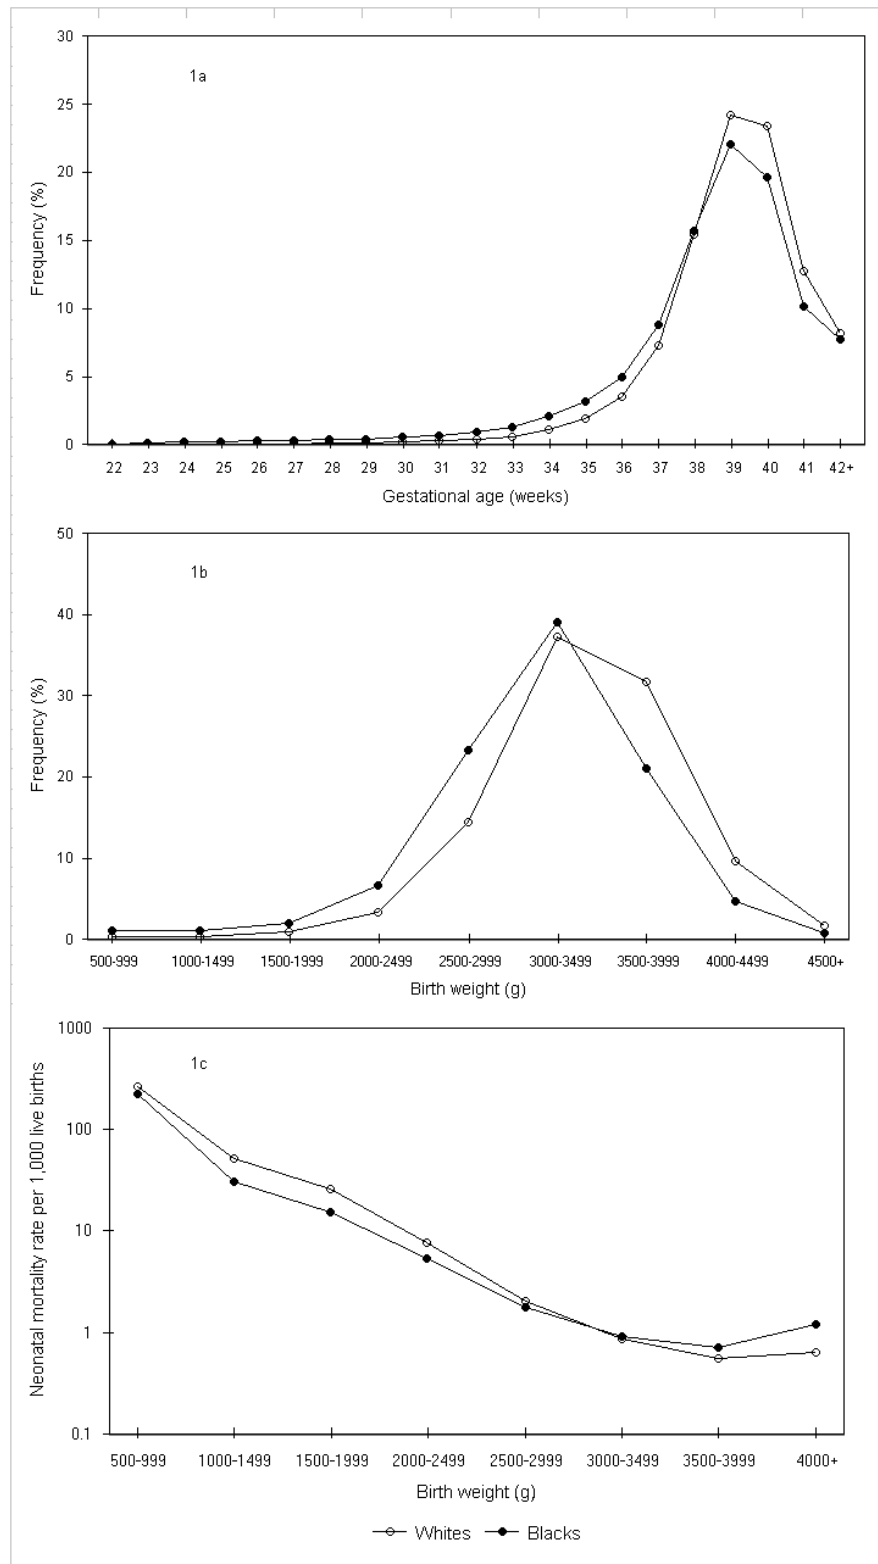 30
1a
25
20
15
10
5
0
Frequency (%)
22 23 24 25 26 27 28 29 30 31 32 33 34 35 36 37 38 39 40 41 42+
Gestational age (weeks)
50
1b
40
30
20
10
0
Frequency (%)
500-999 1000-1499 1500-1999 2000-2499 2500-2999 3000-3499 3500-3999 4000-4499 4500+
Birth weight (g)
1000
1c
100
10
1
0.1
Neonatal mortality rate per 1,000 live births
500-999 1000-1499 1500-1999 2000-2499 2500-2999 3000-3499 3500-3999 4000+
Birth weight (g)
Whites Blacks